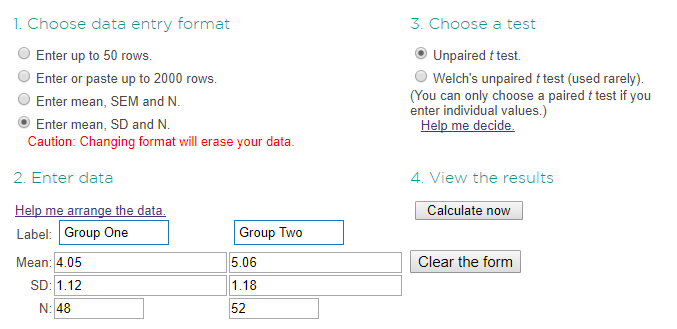 1. Choose data entry format
Enter up to 50 rows.
Enter or paste up to 2000 rows.
Enter mean, SEM and N.
Enter mean, SD and N.
Caution: Changing format will erase your data.
3. Choose a test
Unpaired t test.
Welch's unpaired t test (used rarely).
(You can only choose a paired t test if you
enter individual values.)
Help me decide.
2. Enter data
Help me arrange the data.
Label: Group One Group Two
Mean: 4.05 5.06
SD: 1.12 1.18
N: 48 52
4. View the results
Calculate now
Clear the form